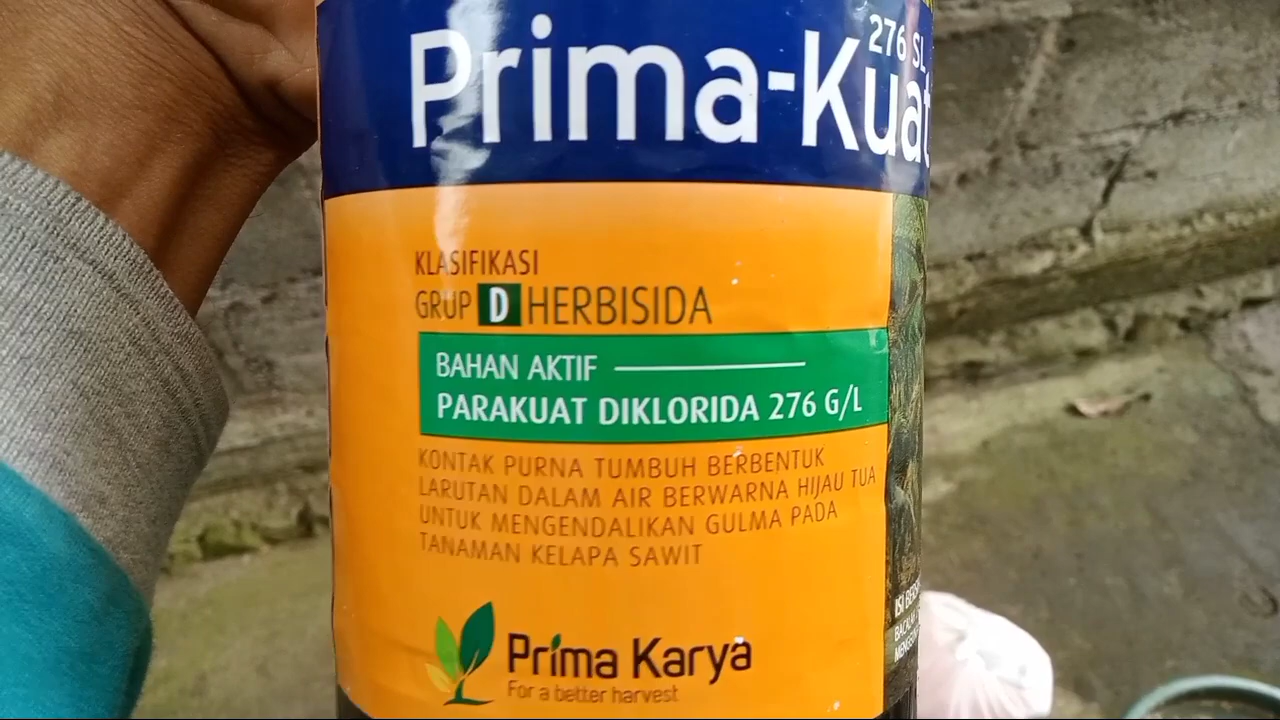 Prima-Kuat
276 SL
KLASIFIKASI
GRUP D HERBISIDA
BAHAN AKTIF
PARAKUAT DIKLORIDA 276 G/L
KONTAK PURNA TUMBUH BERBENTUK
LARUTAN DALAM AIR BERWARNA HIJAU TUA
UNTUK MENGENDALIKAN GULMA PADA
TANAMAN KELAPA SAWIT
Prima Karya
For a better harvest
ISI